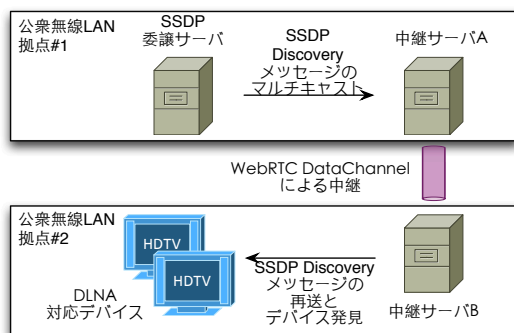 公衆無線LAN
拠点#1
SSDP
委譲サーバ
SSDP
Discovery
メッセージの
マルチキャスト
中継サーバA
WebRTC DataChannel
による中継
公衆無線LAN
拠点#2
HDTV
HDTV
DLNA
対応デバイス
SSDP Discovery
メッセージの
再送と
デバイス発見
中継サーバB